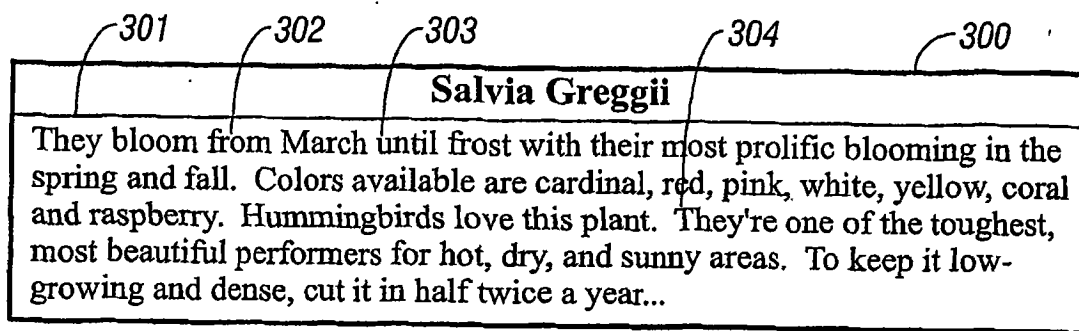 301 302 303 304 300
Salvia Greggii
They bloom from March until frost with their most prolific blooming in the
spring and fall. Colors available are cardinal, red, pink, white, yellow, coral
and raspberry. Hummingbirds love this plant. They're one of the toughest,
most beautiful performers for hot, dry, and sunny areas. To keep it low-
growing and dense, cut it in half twice a year...